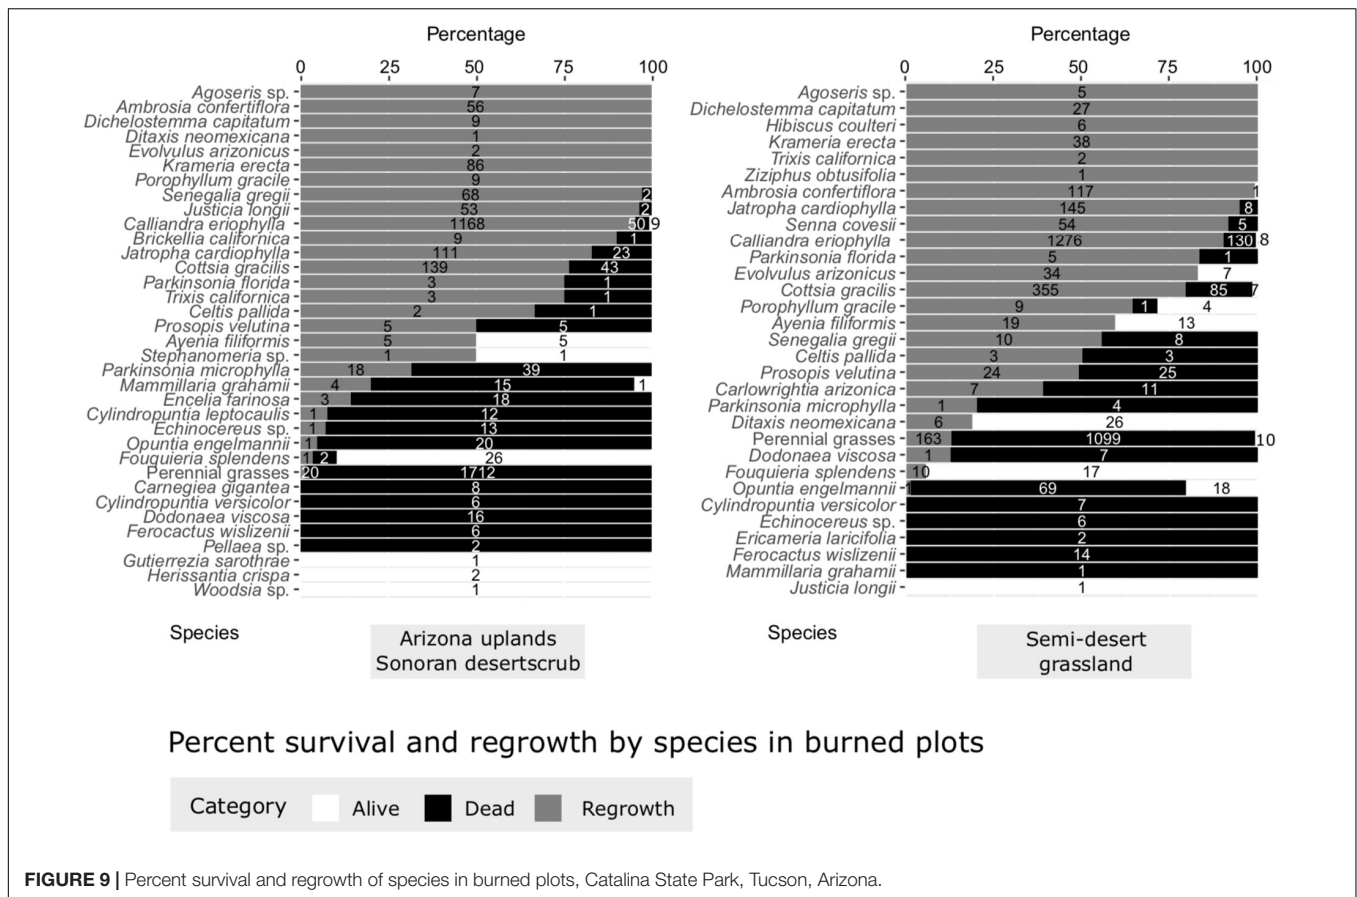 Percentage
0 25 50 75 100
Agoseris sp. 7
Ambrosia confertiflora 56
Dichelostemma capitatum 9
Ditaxis neomexicana 1
Evolvulus arizonicus 2
Krameria erecta 86
Porophyllum gracile 9
Senegalia gregii 68 2
Justicia longii 53 2
Calliandra eriophylla 1168 50 9
Brickellia californica 9 1
Jatropha cardiophylla 111 23
Cottsia gracilis 139 43
Parkinsonia florida 3 1
Trixis californica 3 1
Celtis pallida 2 1
Prosopis velutina 5 5
Ayenia filiformis 5 5
Stephanomeria sp. 1 1
Parkinsonia microphylla 18 39
Mammillaria grahamii 4 15 1
Encelia farinosa 3 18
Cylindropuntia leptocaulis 1 12
Echinocereus sp. 1 13
Opuntia engelmannii 1 20
Fouquieria splendens 1 2 26
Perennial grasses 20 1712
Carnegiea gigantea 8
Cylindropuntia versicolor 6
Dodonaea viscosa 16
Ferocactus wislizenii 6
Pellaea sp. 2
Gutierrezia sarothrae 1
Herissantia crispa 2
Woodsia sp. 1
Species
Arizona uplands
Sonoran desertscrub
Percentage
0 25 50 75 100
Agoseris sp. 5
Dichelostemma capitatum 27
Hibiscus coulteri 6
Krameria erecta 38
Trixis californica 2
Ziziphus obtusifolia 1
Ambrosia confertiflora 117 1
Jatropha cardiophylla 145 8
Senna covesii 54 5
Calliandra eriophylla 1276 130 8
Parkinsonia florida 5 1
Evolvulus arizonicus 34 7
Cottsia gracilis 355 85 7
Porophyllum gracile 9 1 4
Ayenia filiformis 19 13
Senegalia gregii 10 8
Celtis pallida 3 3
Prosopis velutina 24 25
Carlowrightia arizonica 7 11
Parkinsonia microphylla 1 4
Ditaxis neomexicana 6 26
Perennial grasses 163 1099 10
Dodonaea viscosa 1 7
Fouquieria splendens 1 0 17
Opuntia engelmannii 1 69 18
Cylindropuntia versicolor 7
Echinocereus sp. 6
Ericameria laricifolia 2
Ferocactus wislizenii 14
Mammillaria grahamii 1
Justicia longii 1
Species
Semi-desert
grassland
Percent survival and regrowth by species in burned plots
Category Alive Dead Regrowth
FIGURE 9 | Percent survival and regrowth of species in burned plots, Catalina State Park, Tucson, Arizona.